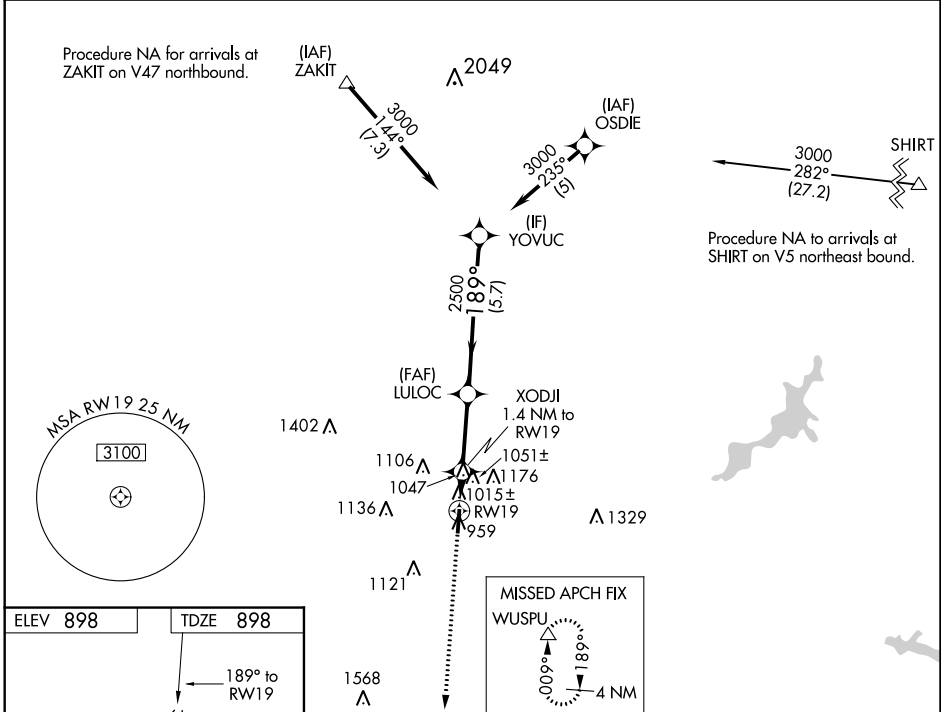 Procedure NA for arrivals at
ZAKIT on V47 northbound.
(IAF)
ZAKIT
3000
144°
(7.3)
2049
(IAF)
OSDIE
3000
235°
(5)
3000
282°
(27.2)
SHIRT
Procedure NA to arrivals at
SHIRT on V5 northeast bound.
(IF)
YOVUC
2500
189°
(5.7)
(FAF)
LULOC
XODJI
1.4 NM to
RW19
MSA RW19 25 NM
3100
1402
1106
1047
1051±
1176
1015±
RW19
1136
959
1329
1121
1568
ELEV 898
TDZE 898
189° to
RW19
MISSED APCH FIX
WUSPU
009°
189°
4 NM